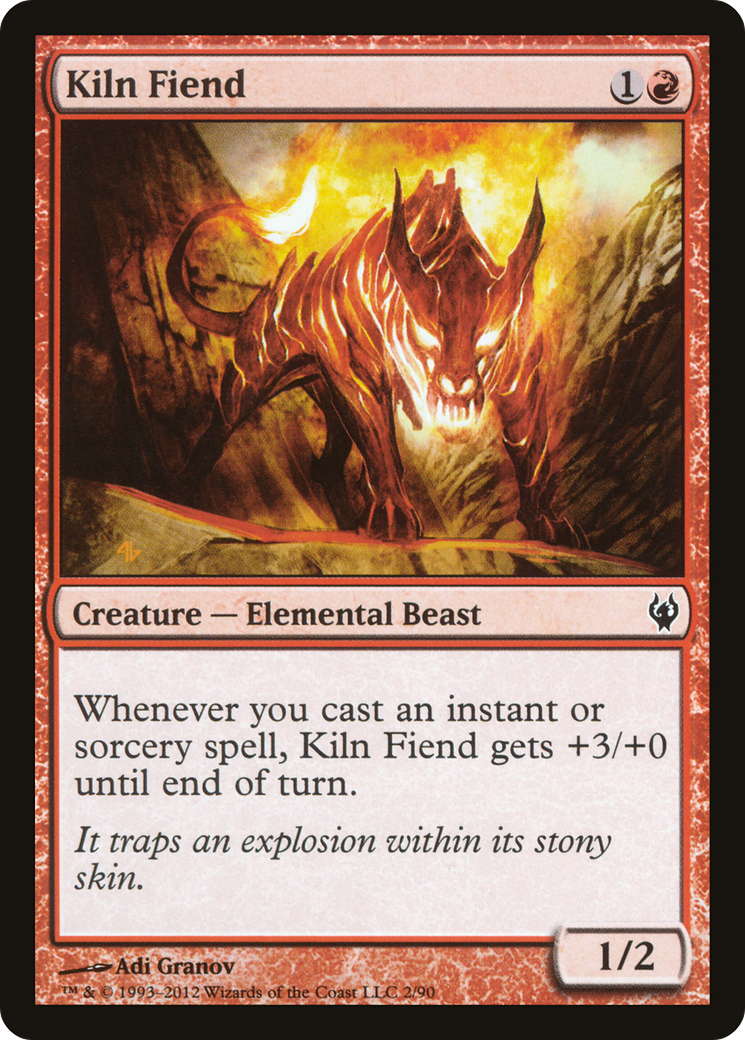 Kiln Fiend
1
Creature — Elemental Beast
Whenever you cast an instant or
sorcery spell, Kiln Fiend gets +3/+0
until end of turn.
It traps an explosion within its stony
skin.
1/2
Adi Granov
™ & © 1993–2012 Wizards of the Coast LLC 2/90